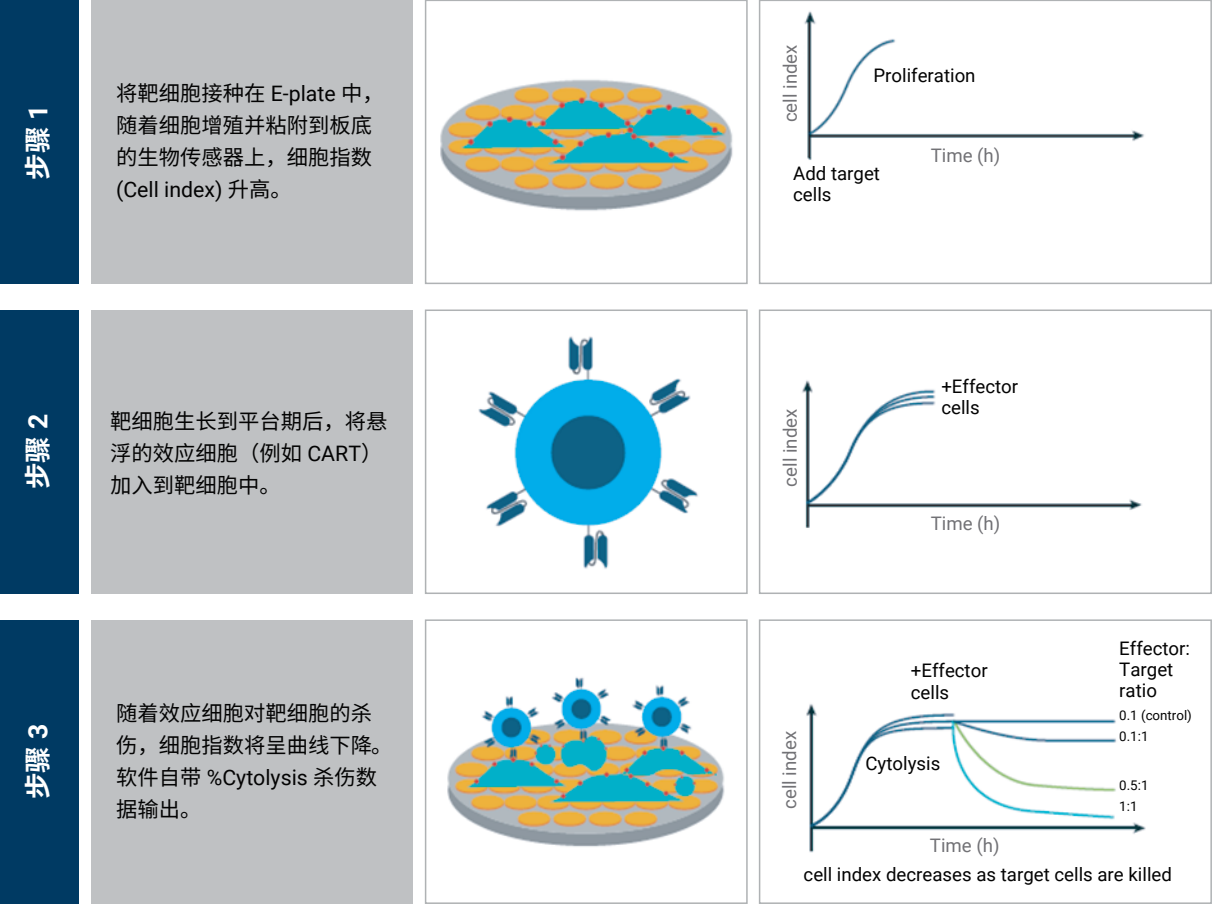 步骤 1
将靶细胞接种在 E-plate 中，
随着细胞增殖并粘附到板底
的生物传感器上，细胞指数
(Cell index) 升高。
cell index
Proliferation
Time (h)
Add target
cells
步骤 2
靶细胞生长到平台期后，将悬
浮的效应细胞（例如 CART）
加入到靶细胞中。
cell index
+Effector
cells
Time (h)
步骤 3
随着效应细胞对靶细胞的杀
伤，细胞指数将呈曲线下降。
软件自带 %Cytolysis 杀伤数
据输出。
cell index
+Effector
cells
Cytolysis
Effector:
Target
ratio
0.1 (control)
0.1:1
0.5:1
1:1
Time (h)
cell index decreases as target cells are killed